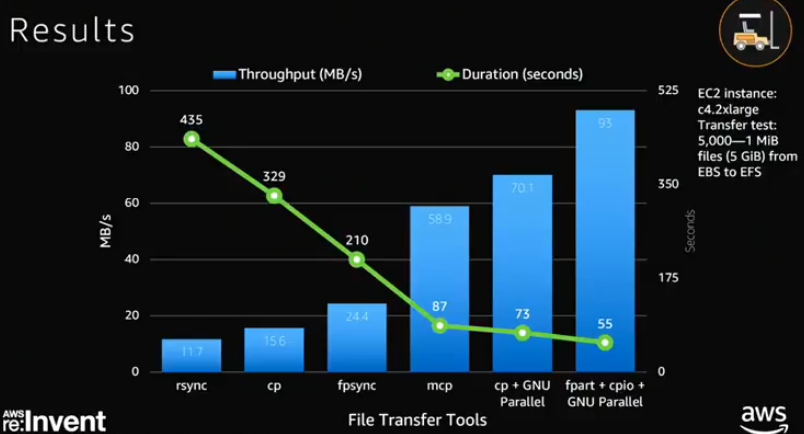 Results
Throughput (MB/s)
Duration (seconds)
EC2 instance:
c4.2xlarge
Transfer test:
5,000—1 MiB
files (5 GiB) from
EBS to EFS
100
80
60
40
20
0
MB/s
525
350
175
0
Seconds
435
329
210
87
73
55
11.7
15.6
24.4
58.9
70.1
93
rsync
cp
fpsync
mcp
cp + GNU
Parallel
fpart + cpio +
GNU Parallel
File Transfer Tools
AWS
re:Invent
aws